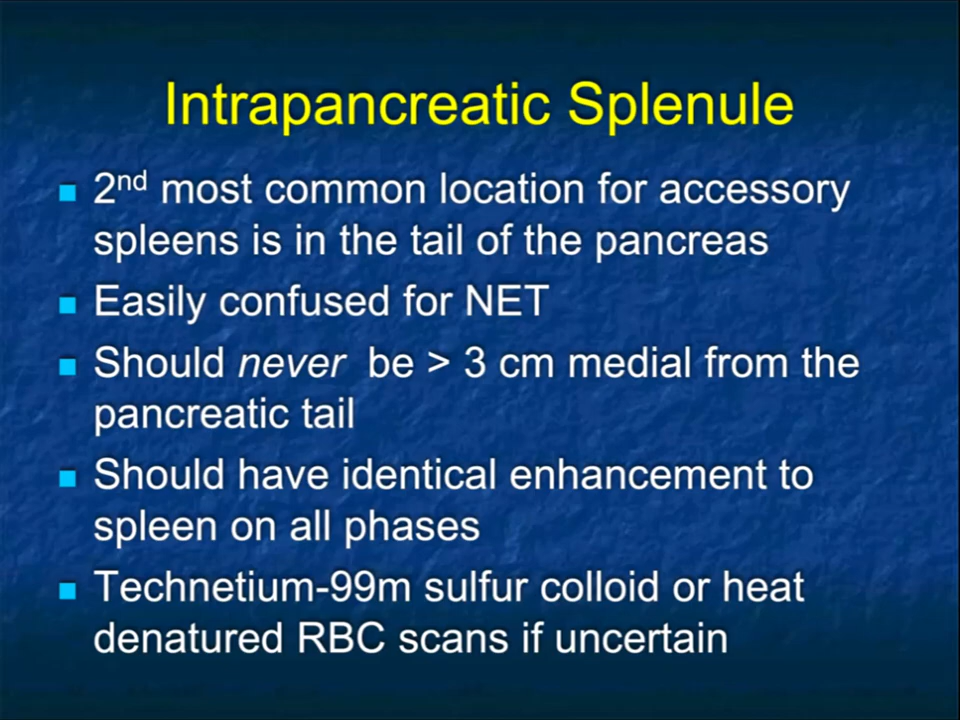 Intrapancreatic Splenule
2nd most common location for accessory
spleens is in the tail of the pancreas
Easily confused for NET
Should never be > 3 cm medial from the
pancreatic tail
Should have identical enhancement to
spleen on all phases
Technetium-99m sulfur colloid or heat
denatured RBC scans if uncertain